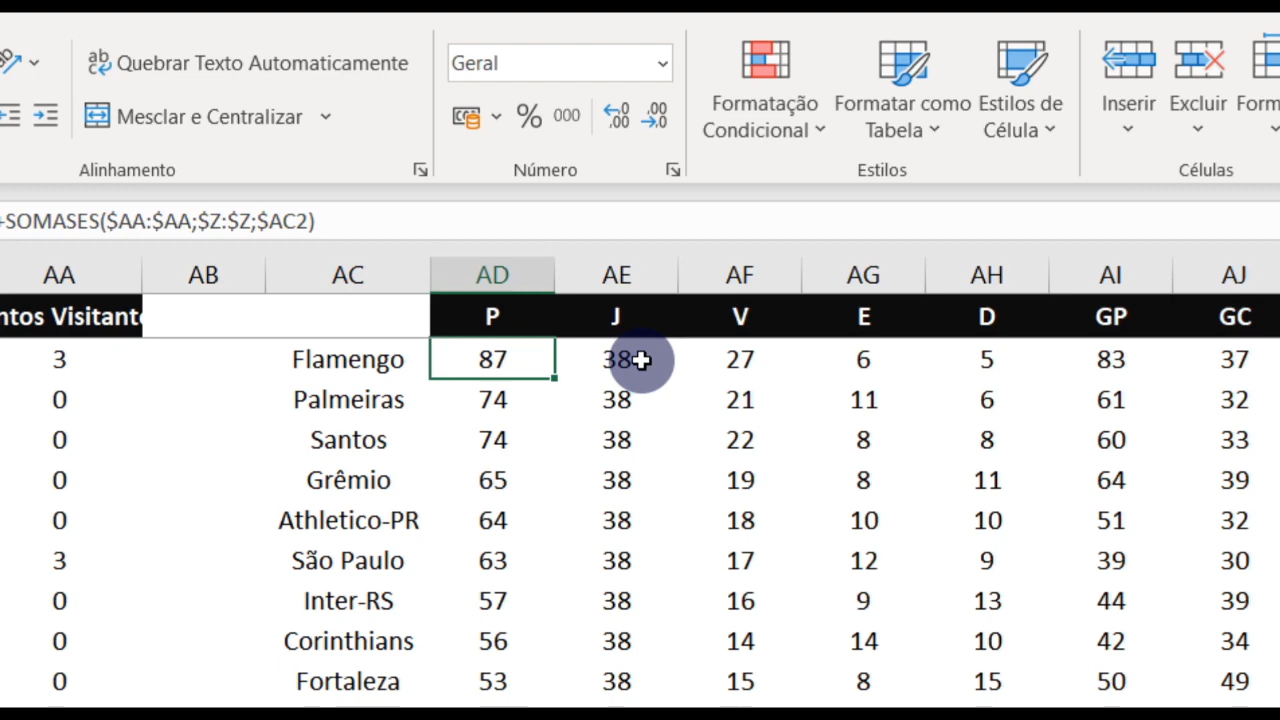 Quebrar Texto Automaticamente
Geral
Mesclar e Centralizar
% 000
Formatação Condicional
Formatar como Tabela
Estilos de Célula
Inserir
Excluir
Alinhamento
Número
Estilos
Células
+SOMASES($AA:$AA;$Z:$Z;$AC2)
AA AB AC AD AE AF AG AH AI AJ
P J V E D GP GC
3 Flamengo 87 38 27 6 5 83 37
0 Palmeiras 74 38 21 11 6 61 32
0 Santos 74 38 22 8 8 60 33
0 Grêmio 65 38 19 8 11 64 39
0 Athletico-PR 64 38 18 10 10 51 32
3 São Paulo 63 38 17 12 9 39 30
0 Inter-RS 57 38 16 9 13 44 39
0 Corinthians 56 38 14 14 10 42 34
0 Fortaleza 53 38 15 8 15 50 49